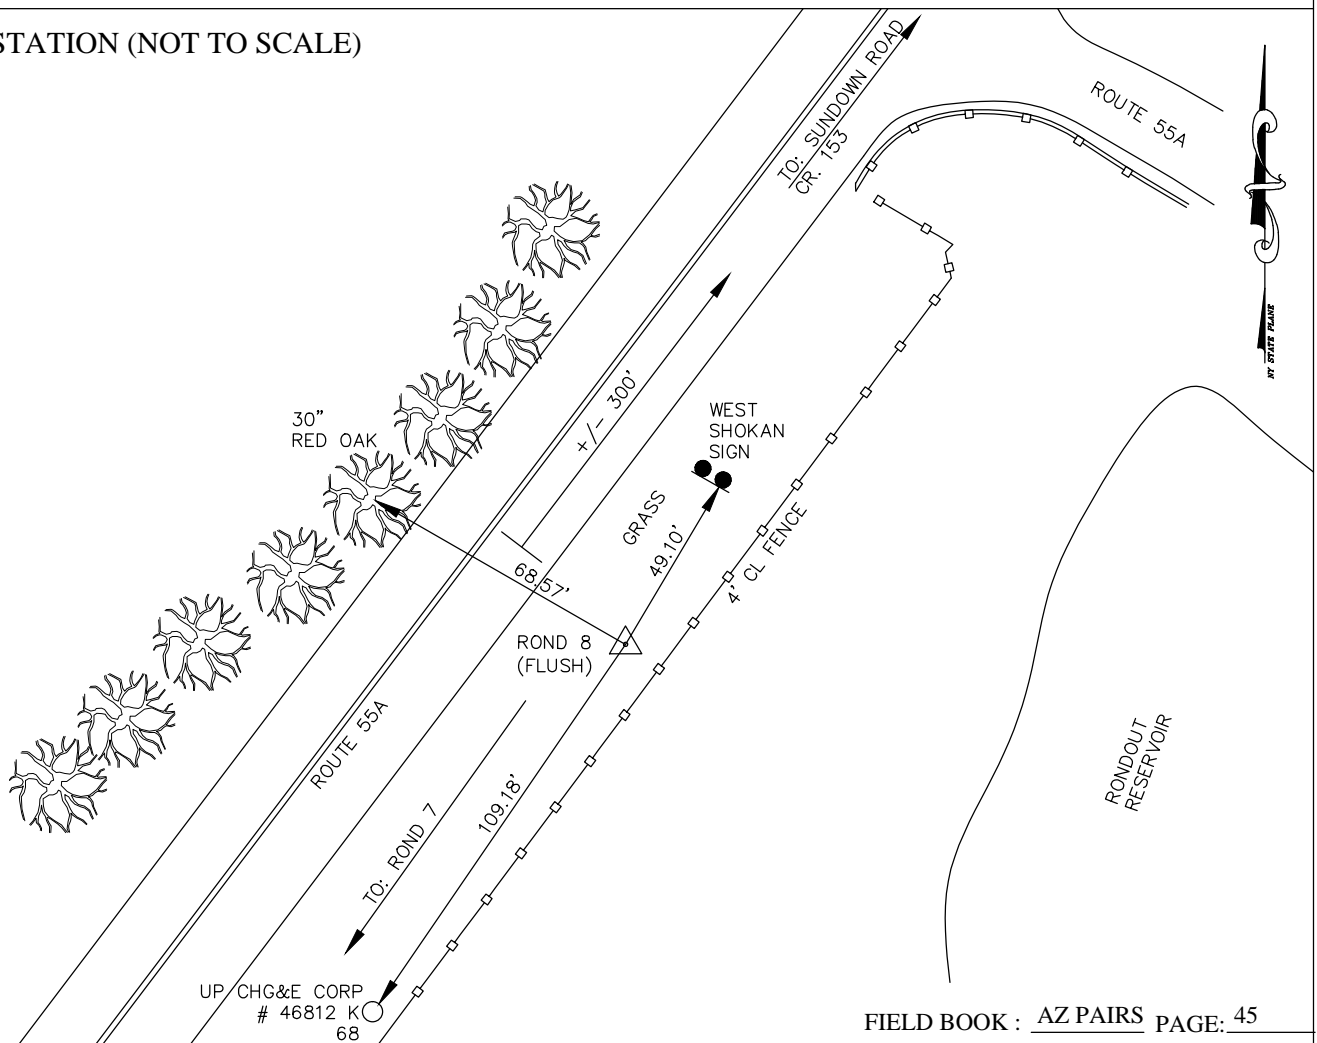 STATION (NOT TO SCALE)
TO: SUNDOWN ROAD
CR. 153
ROUTE 55A
NY STATE PLANE
30"
RED OAK
+/- 300'
WEST
SHOKAN
SIGN
GRASS
49.10'
4' CL FENCE
68.57'
ROND 8
(FLUSH)
ROUTE 55A
TO: ROND 7
109.18'
RONDOUT
RESERVOIR
UP CHG&E CORP
# 46812 K
68
FIELD BOOK : AZ PAIRS PAGE: 45